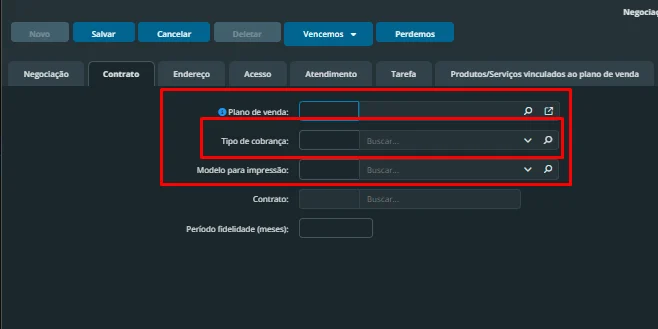 Negociaç
Novo Salvar Cancelar Deletar Vencemos Perdemos
Negociação Contrato Endereço Acesso Atendimento Tarefa Produtos/Serviços vinculados ao plano de venda
Plano de venda:
Tipo de cobrança: Buscar...
Modelo para impressão: Buscar...
Contrato: Buscar...
Período fidelidade (meses):